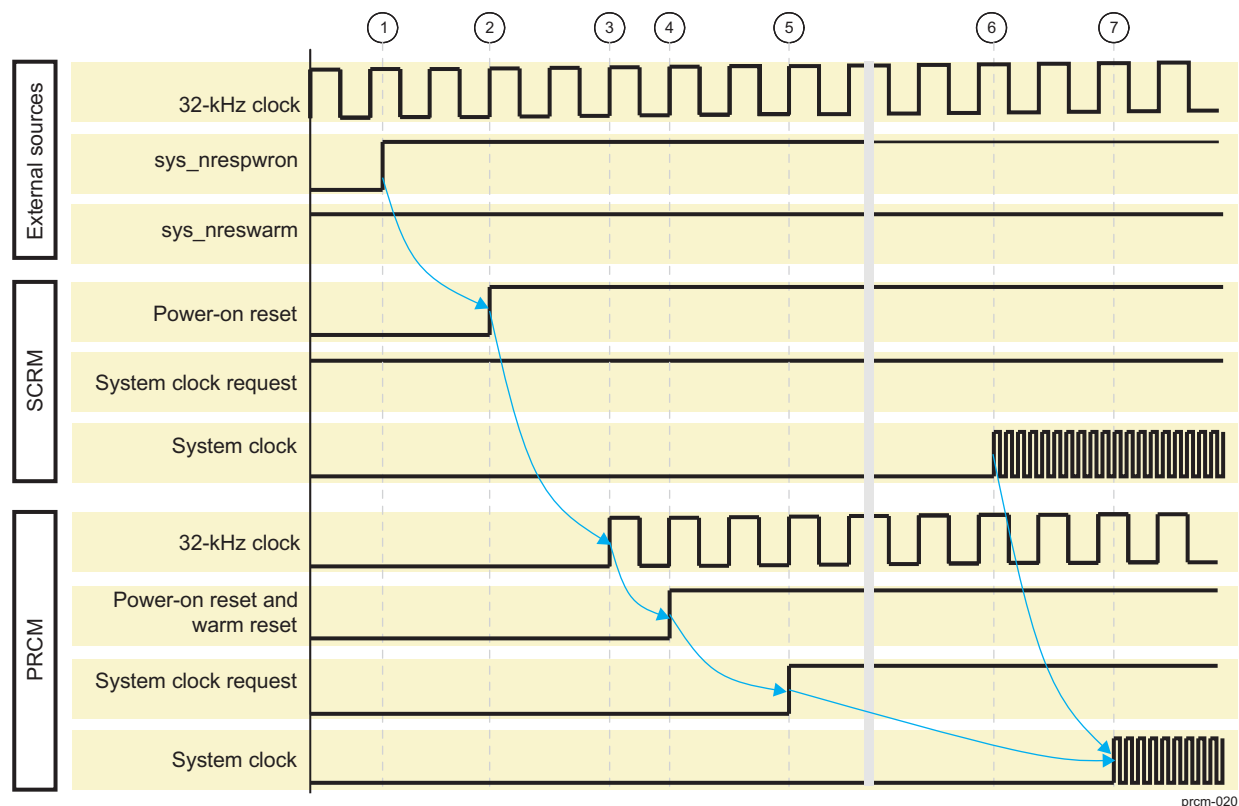 1 2 3 4 5 6 7
External sources
32-kHz clock
sys_nrespwron
sys_nreswarm
SCRM
Power-on reset
System clock request
System clock
PRCM
32-kHz clock
Power-on reset and
warm reset
System clock request
System clock
prcm-020